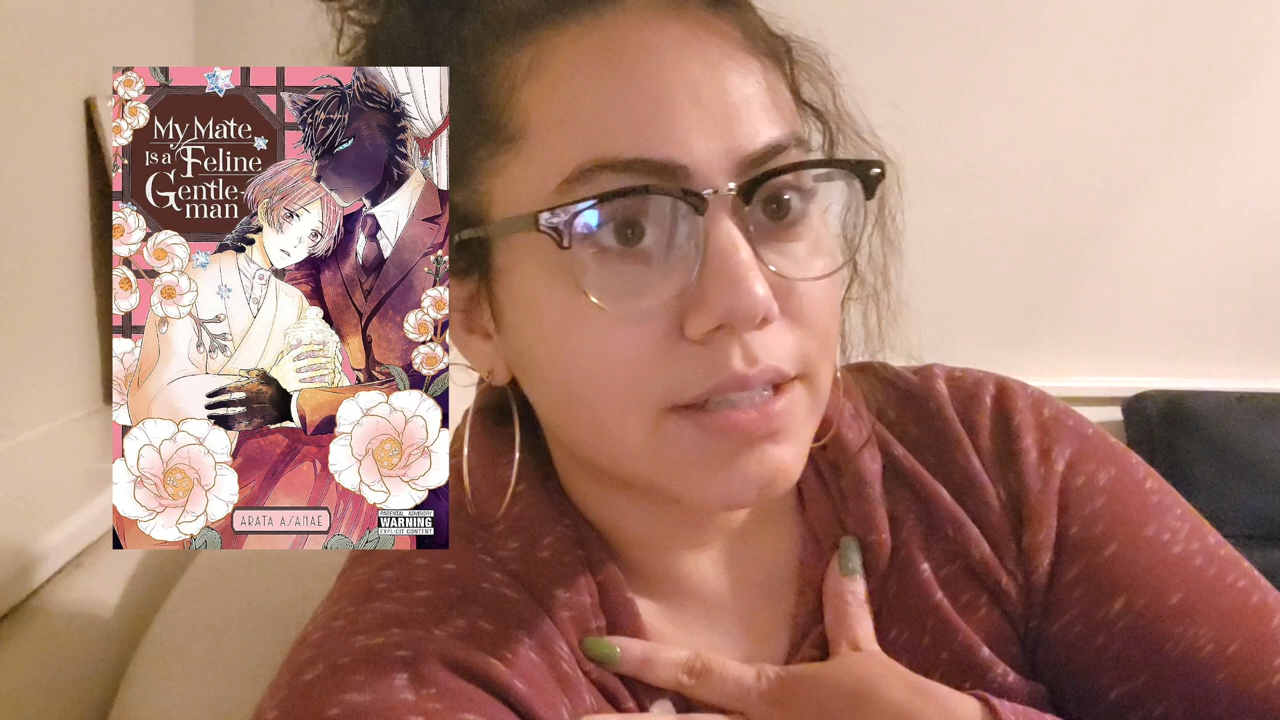 My Mate
Is a Feline
Gentle-
man
ARATA ASANAE
PARENTAL ADVISORY
WARNING
EXPLICIT CONTENT